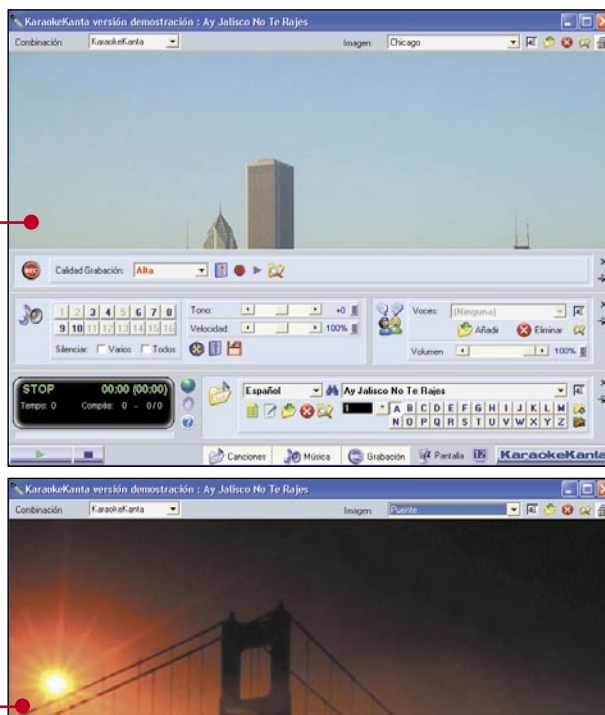 KaraokeKanta versión demostración : Ay Jalisco No Te Rajes
Combinación KaraokeKanta Imagen: Chicago
REC Calidad Grabación: Alta
1 2 3 4 5 6 7 8 Tono: +0 Voces: (Ninguna)
9 10 11 12 13 14 15 16 Velocidad: 100% Añadir Eliminar
Silenciar: Varios Todos Volumen 100%
STOP 00:00 (00:00) Español Ay Jalisco No Te Rajes
Tempo: 0 Compás: 0 - 0/0 1 A B C D E F G H I J K L M
N O P Q R S T U V W X Y Z
Canciones Música Grabación Pantalla KaraokeKanta
KaraokeKanta versión demostración : Ay Jalisco No Te Rajes
Combinación KaraokeKanta Imagen: Puente